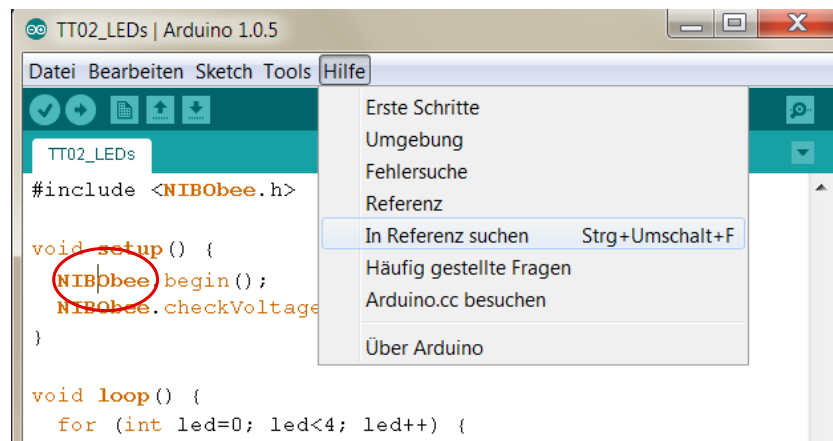 TT02_LEDs | Arduino 1.0.5
Datei Bearbeiten Sketch Tools Hilfe
Erste Schritte
Umgebung
Fehlersuche
Referenz
In Referenz suchen Strg+Umschalt+F
Häufig gestellte Fragen
Arduino.cc besuchen
Über Arduino
TT02_LEDs
#include <NIBObee.h>
void setup() {
NIBObee.begin();
NIBObee.checkVoltage
}
void loop() {
for (int led=0; led<4; led++) {